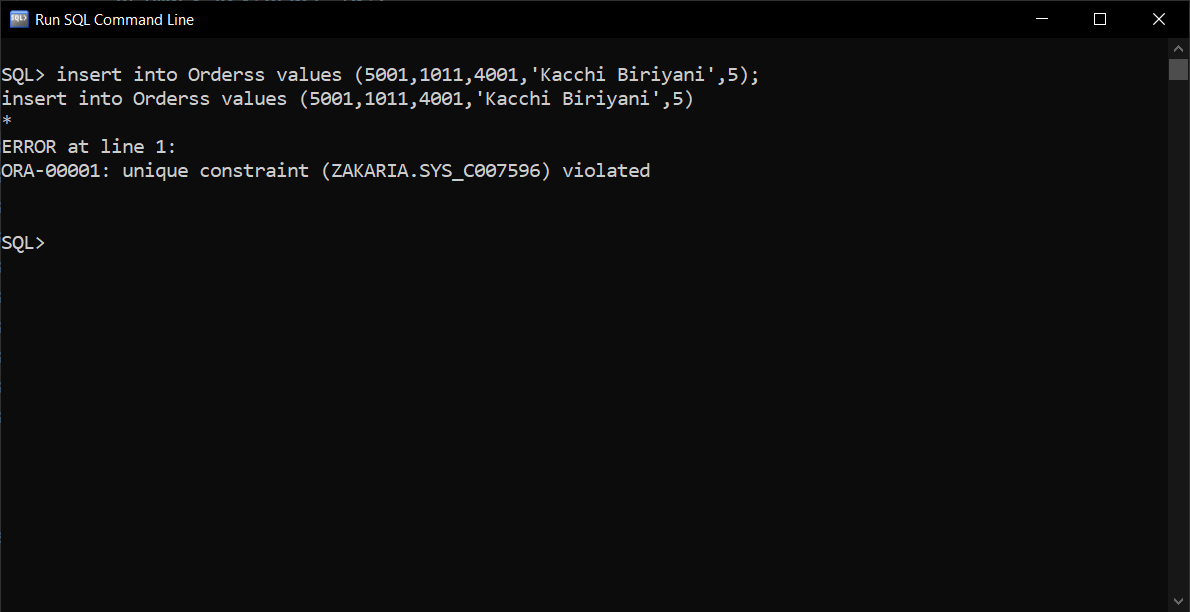 Run SQL Command Line
SQL> insert into Orderss values (5001,1011,4001,'Kacchi Biriyani',5);
insert into Orderss values (5001,1011,4001,'Kacchi Biriyani',5)
*
ERROR at line 1:
ORA-00001: unique constraint (ZAKARIA.SYS_C007596) violated
SQL>